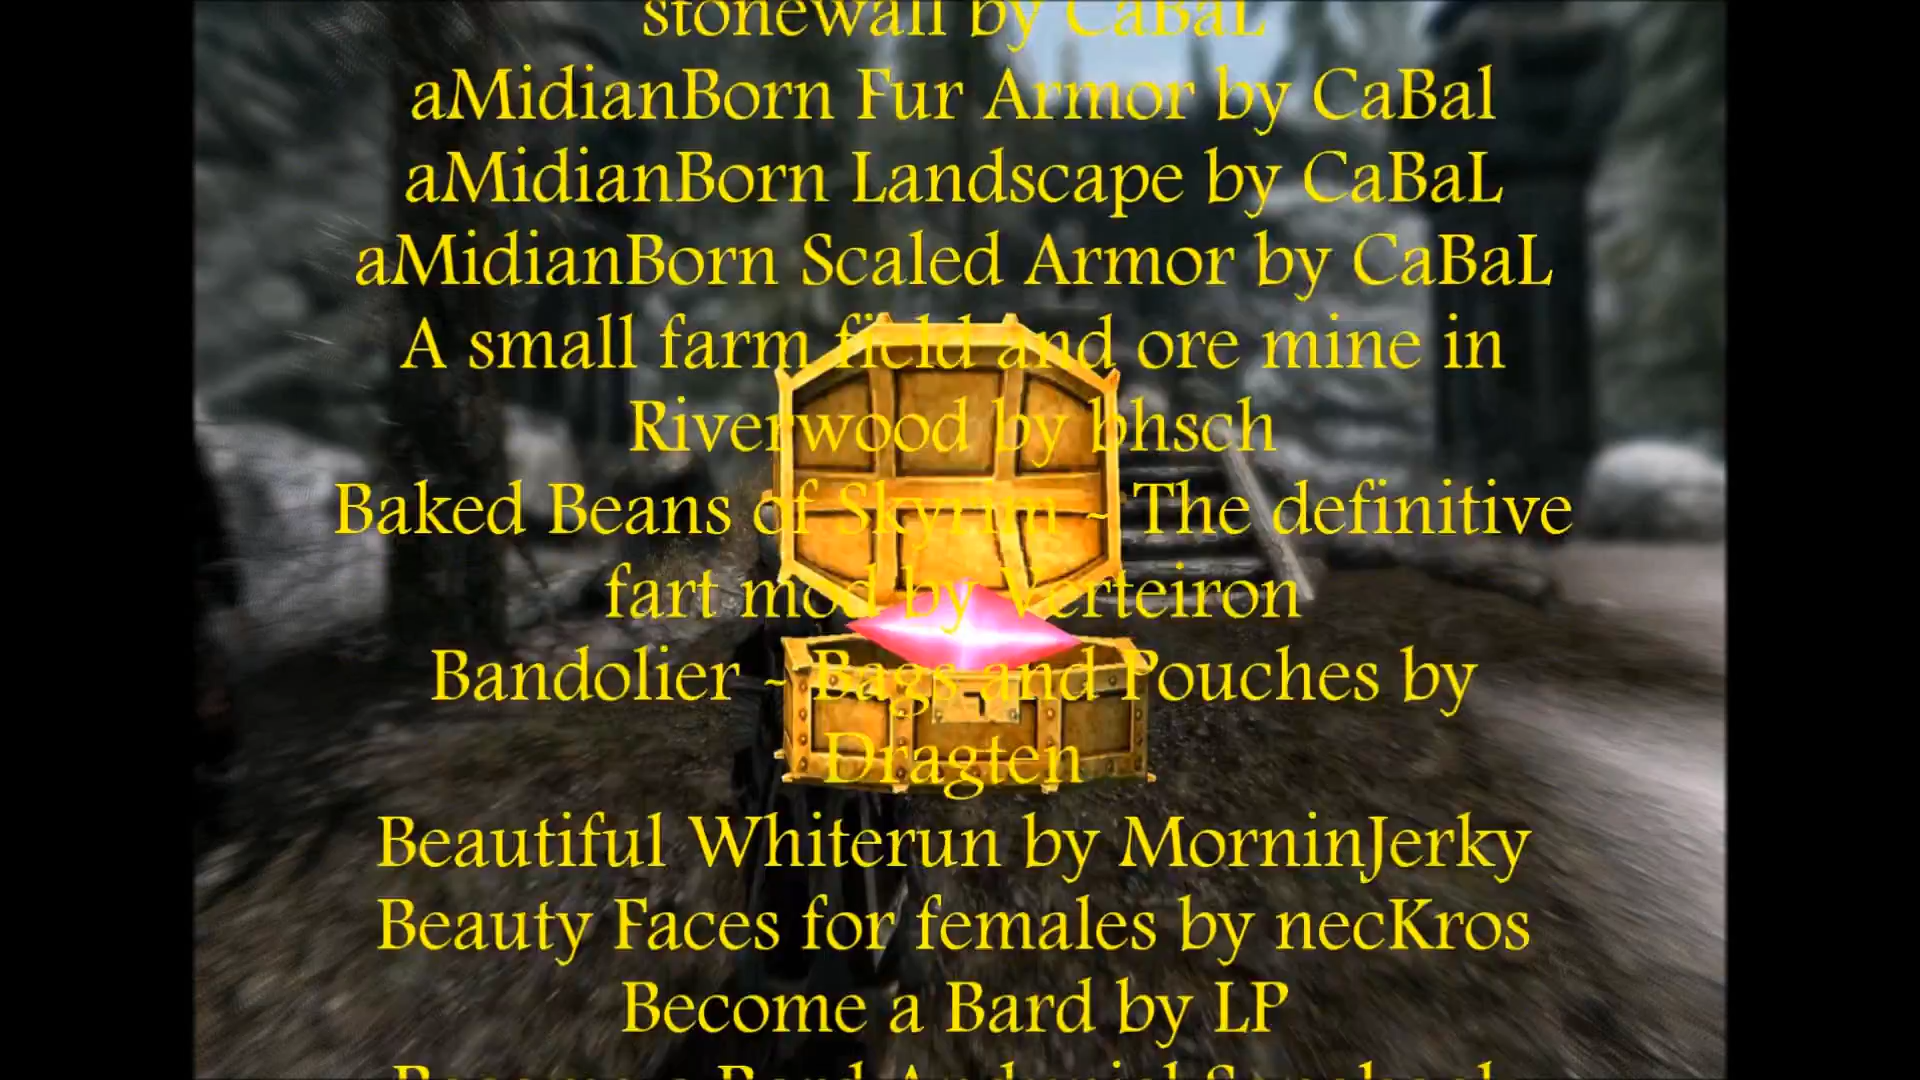 stonewall by CaBaL
aMidianBorn Fur Armor by CaBal
aMidianBorn Landscape by CaBaL
aMidianBorn Scaled Armor by CaBaL
A small farm field and ore mine in
Riverwood by bhsch
Baked Beans of Skyrim - The definitive
fart mod by Verteiron
Bandolier - Bags and Pouches by
Dragten
Beautiful Whiterun by MorninJerky
Beauty Faces for females by necKros
Become a Bard by LP
Become a Bard